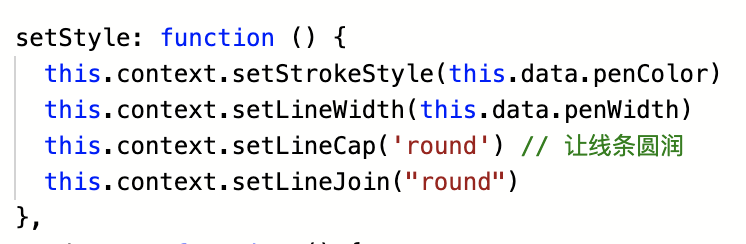 setStyle: function () {
this.context.setStrokeStyle(this.data.penColor)
this.context.setLineWidth(this.data.penWidth)
this.context.setLineCap('round') // 让线条圆润
this.context.setLineJoin("round")
},